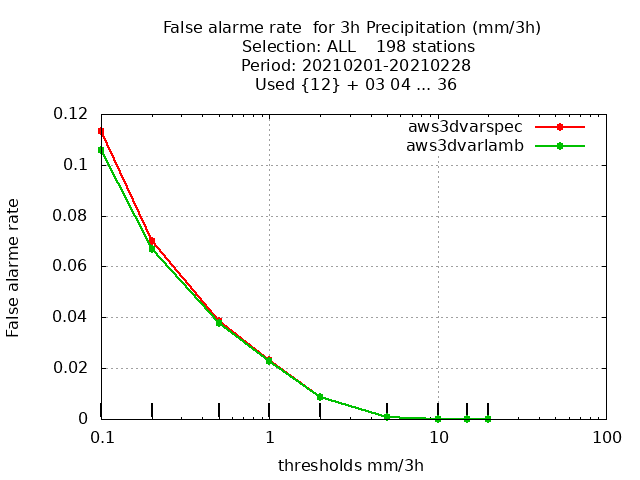 False alarme rate  for 3h Precipitation (mm/3h)
Selection: ALL    198 stations
Period: 20210201-20210228
Used {12} + 03 04 ... 36
aws3dvarspec
aws3dvarlamb
0.12
0.1
0.08
0.06
0.04
0.02
0
False alarme rate
0.1 1 10 100
thresholds mm/3h